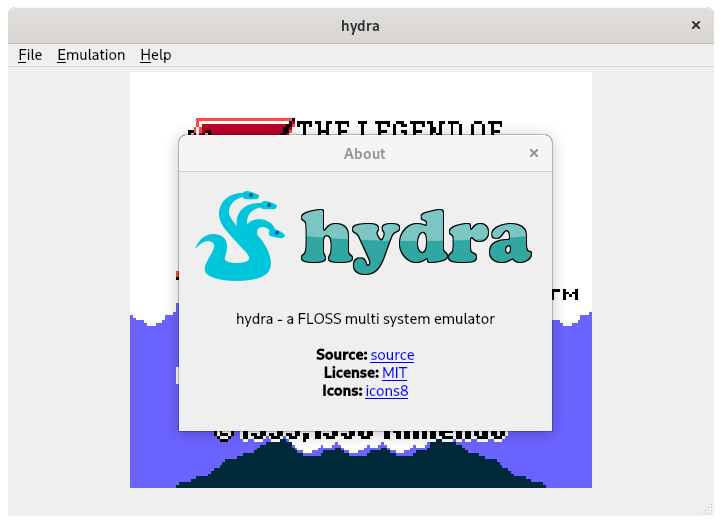 hydra
File Emulation Help
THE LEGEND OF
About
hydra
TM
hydra - a FLOSS multi system emulator
Source: source
License: MIT
Icons: icons8